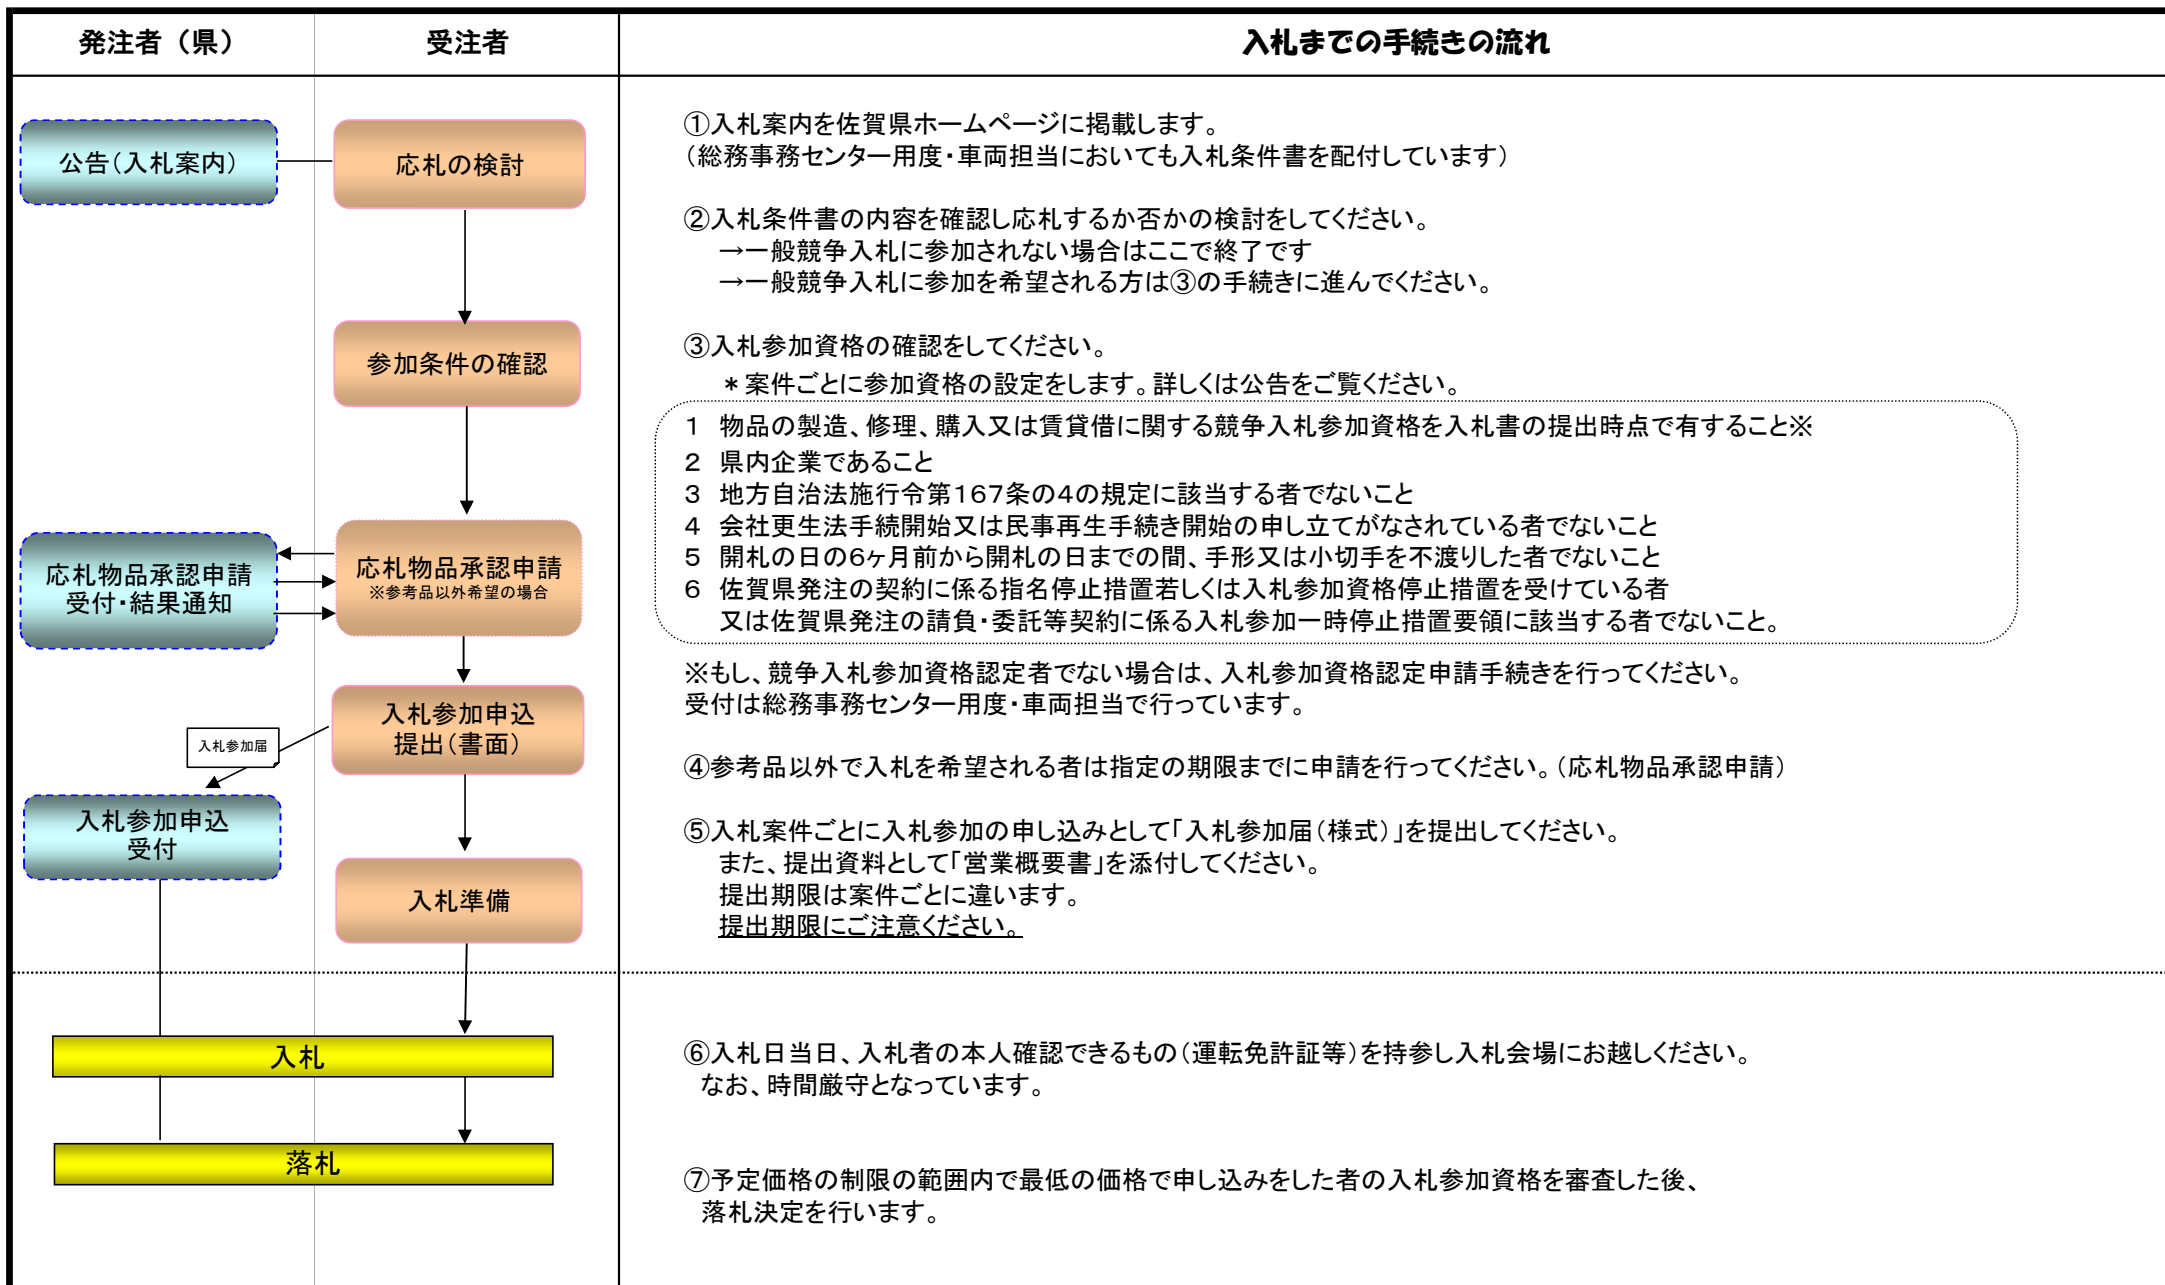 発注者（県）
受注者
入札までの手続きの流れ
公告（入札案内）
応札の検討
参加条件の確認
応札物品承認申請
受付・結果通知
応札物品承認申請
※参考品以外希望の場合
入札参加申込
提出（書面）
入札参加届
入札参加申込
受付
入札準備
入札
落札
①入札案内を佐賀県ホームページに掲載します。
（総務事務センター用度・車両担当においても入札条件書を配付しています）
②入札条件書の内容を確認し応札するか否かの検討をしてください。
→一般競争入札に参加されない場合はここで終了です
→一般競争入札に参加を希望される方は③の手続きに進んでください。
③入札参加資格の確認をしてください。
＊案件ごとに参加資格の設定をします。詳しくは公告をご覧ください。
１　物品の製造、修理、購入又は賃貸借に関する競争入札参加資格を入札書の提出時点で有すること※
２　県内企業であること
３　地方自治法施行令第１６７条の４の規定に該当する者でないこと
４　会社更生法手続開始又は民事再生手続き開始の申し立てがなされている者でないこと
５　開札の日の６ヶ月前から開札の日までの間、手形又は小切手を不渡りした者でないこと
６　佐賀県発注の契約に係る指名停止措置若しくは入札参加資格停止措置を受けている者
又は佐賀県発注の請負・委託等契約に係る入札参加一時停止措置要領に該当する者でないこと。
※もし、競争入札参加資格認定者でない場合は、入札参加資格認定申請手続きを行ってください。
受付は総務事務センター用度・車両担当で行っています。
④参考品以外で入札を希望される者は指定の期限までに申請を行ってください。（応札物品承認申請）
⑤入札案件ごとに入札参加の申し込みとして「入札参加届（様式）」を提出してください。
また、提出資料として「営業概要書」を添付してください。
提出期限は案件ごとに違います。
提出期限にご注意ください。
⑥入札日当日、入札者の本人確認できるもの（運転免許証等）を持参し入札会場にお越しください。
なお、時間厳守となっています。
⑦予定価格の制限の範囲内で最低の価格で申し込みをした者の入札参加資格を審査した後、
落札決定を行います。